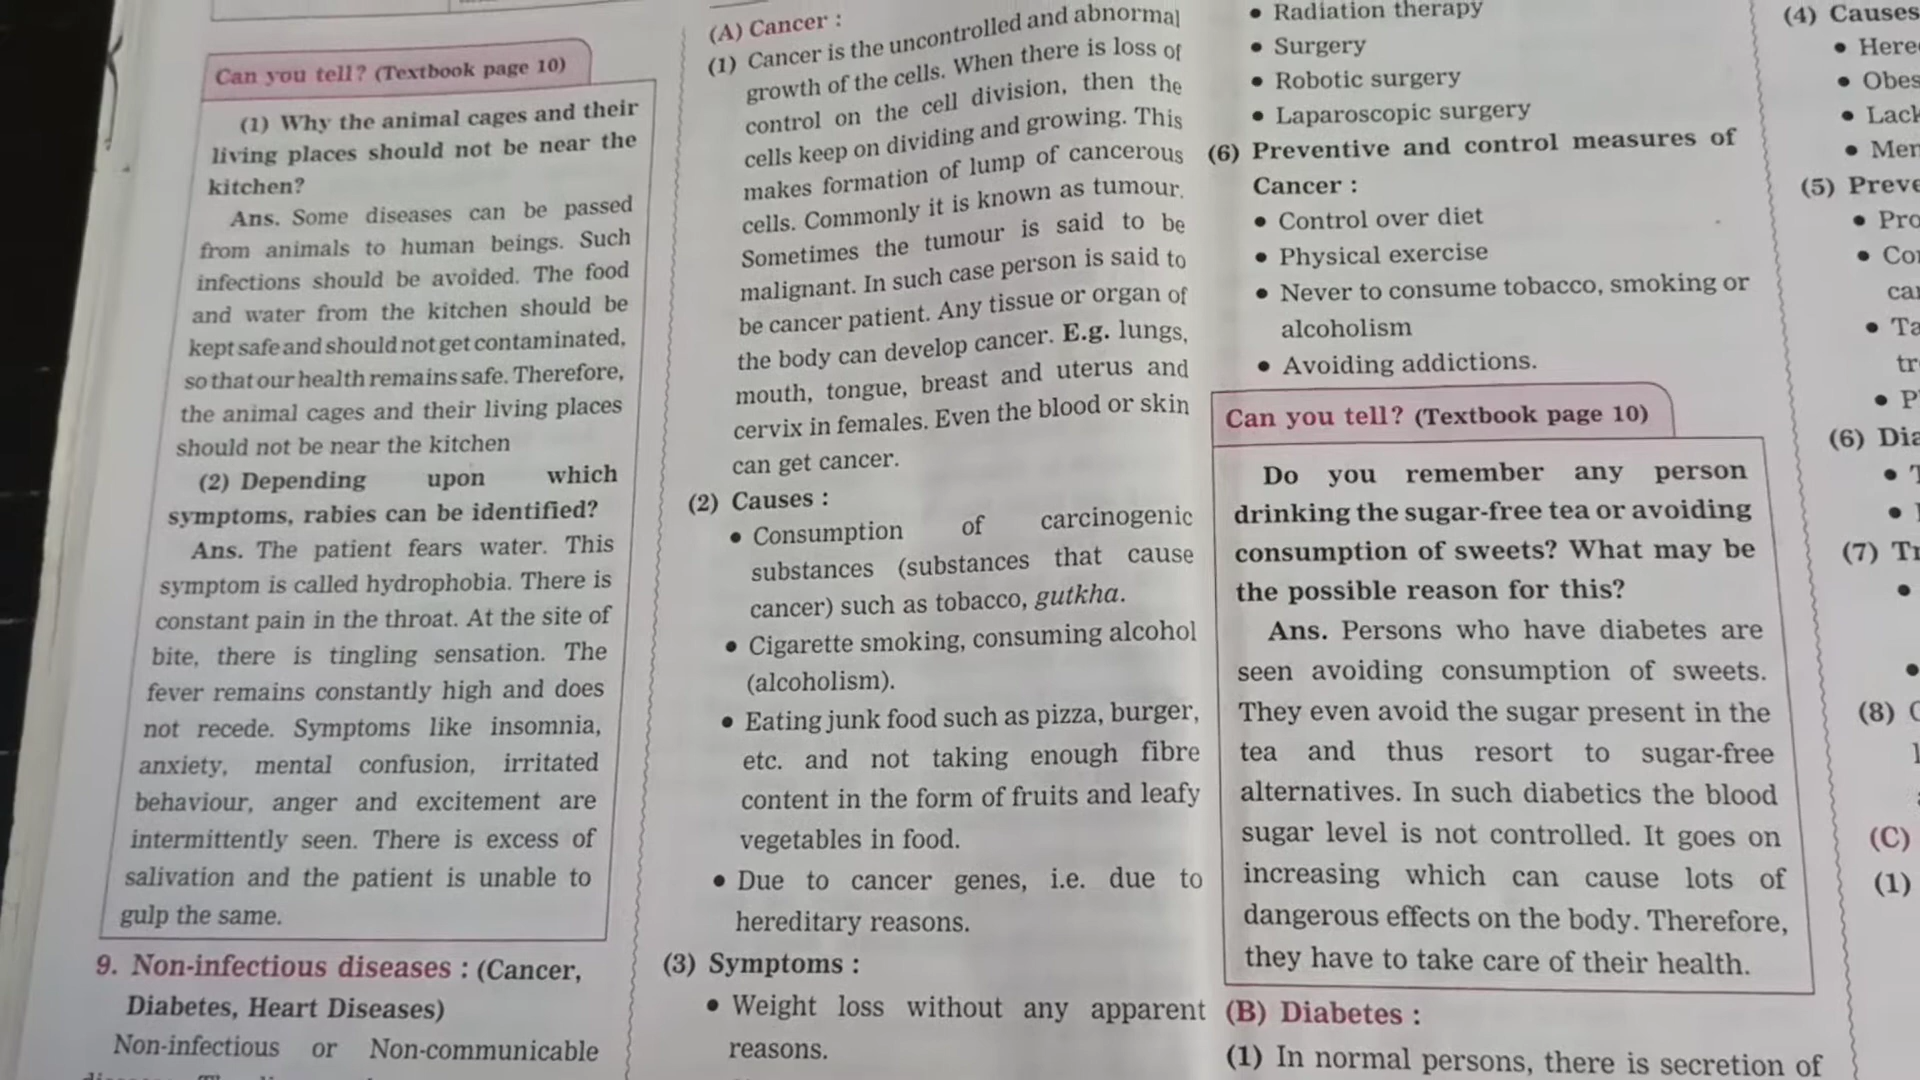 Can you tell? (Textbook page 10)
(1) Why the animal cages and their
living places should not be near the
kitchen?
Ans. Some diseases can be passed
from animals to human beings. Such
infections should be avoided. The food
and water from the kitchen should be
kept safe and should not get contaminated,
so that our health remains safe. Therefore,
the animal cages and their living places
should not be near the kitchen
(2) Depending upon which
symptoms, rabies can be identified?
Ans. The patient fears water. This
symptom is called hydrophobia. There is
constant pain in the throat. At the site of
bite, there is tingling sensation. The
fever remains constantly high and does
not recede. Symptoms like insomnia,
anxiety, mental confusion, irritated
behaviour, anger and excitement are
intermittently seen. There is excess of
salivation and the patient is unable to
gulp the same.
9. Non-infectious diseases : (Cancer,
Diabetes, Heart Diseases)
Non-infectious or Non-communicable
(A) Cancer :
(1) Cancer is the uncontrolled and abnormal
growth of the cells. When there is loss of
control on the cell division, then the
cells keep on dividing and growing. This
makes formation of lump of cancerous
cells. Commonly it is known as tumour.
Sometimes the tumour is said to be
malignant. In such case person is said to
be cancer patient. Any tissue or organ of
the body can develop cancer. E.g. lungs,
mouth, tongue, breast and uterus and
cervix in females. Even the blood or skin
can get cancer.
(2) Causes :
• Consumption of carcinogenic
substances (substances that cause
cancer) such as tobacco, gutkha.
• Cigarette smoking, consuming alcohol
(alcoholism).
• Eating junk food such as pizza, burger,
etc. and not taking enough fibre
content in the form of fruits and leafy
vegetables in food.
• Due to cancer genes, i.e. due to
hereditary reasons.
(3) Symptoms :
• Weight loss without any apparent
reasons.
• Radiation therapy
• Surgery
• Robotic surgery
• Laparoscopic surgery
(6) Preventive and control measures of
Cancer :
• Control over diet
• Physical exercise
• Never to consume tobacco, smoking or
alcoholism
• Avoiding addictions.
Can you tell? (Textbook page 10)
Do you remember any person
drinking the sugar-free tea or avoiding
consumption of sweets? What may be
the possible reason for this?
Ans. Persons who have diabetes are
seen avoiding consumption of sweets.
They even avoid the sugar present in the
tea and thus resort to sugar-free
alternatives. In such diabetics the blood
sugar level is not controlled. It goes on
increasing which can cause lots of
dangerous effects on the body. Therefore,
they have to take care of their health.
(B) Diabetes :
(1) In normal persons, there is secretion of
(4) Causes
• Here
• Obes
• Lack
• Men
(5) Preve
• Pro
• Co
ca
• Ta
tr
• P
(6) Dia
(7) Tr
(8)
(C)
(1)